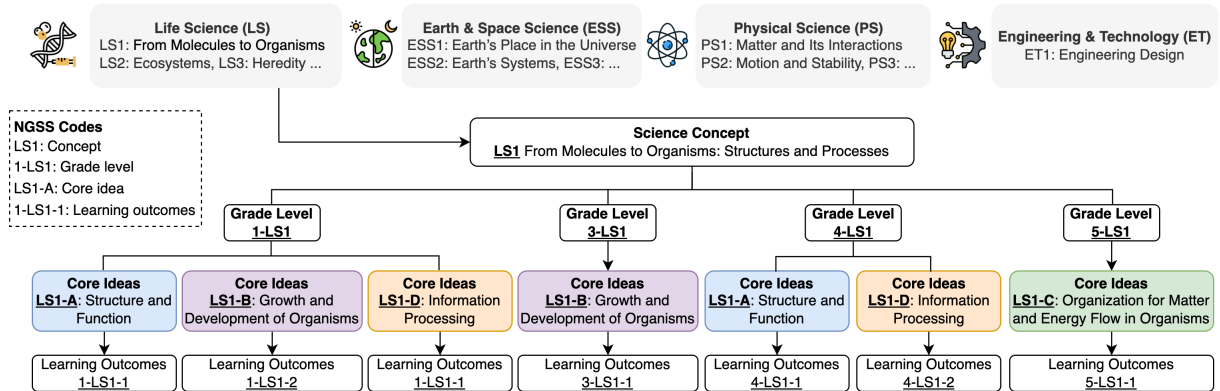 Life Science (LS)
LS1: From Molecules to Organisms
LS2: Ecosystems, LS3: Heredity ...
Earth & Space Science (ESS)
ESS1: Earth's Place in the Universe
ESS2: Earth's Systems, ESS3: ...
Physical Science (PS)
PS1: Matter and Its Interactions
PS2: Motion and Stability, PS3: ...
Engineering & Technology (ET)
ET1: Engineering Design
NGSS Codes
LS1: Concept
1-LS1: Grade level
LS1-A: Core idea
1-LS1-1: Learning outcomes
Science Concept
LS1 From Molecules to Organisms: Structures and Processes
Grade Level
1-LS1
Grade Level
3-LS1
Grade Level
4-LS1
Grade Level
5-LS1
Core Ideas
LS1-A: Structure and
Function
Core Ideas
LS1-B: Growth and
Development of Organisms
Core Ideas
LS1-D: Information
Processing
Core Ideas
LS1-B: Growth and
Development of Organisms
Core Ideas
LS1-A: Structure and
Function
Core Ideas
LS1-D: Information
Processing
Core Ideas
LS1-C: Organization for Matter
and Energy Flow in Organisms
Learning Outcomes
1-LS1-1
Learning Outcomes
1-LS1-2
Learning Outcomes
1-LS1-1
Learning Outcomes
3-LS1-1
Learning Outcomes
4-LS1-1
Learning Outcomes
4-LS1-2
Learning Outcomes
5-LS1-1